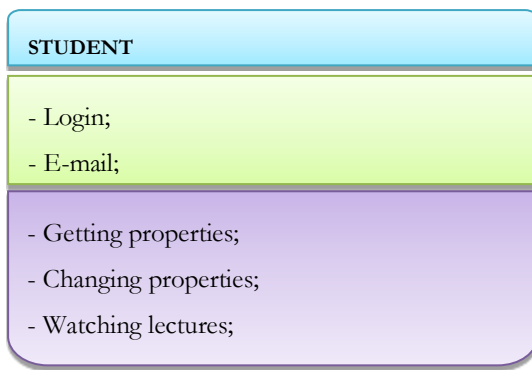 STUDENT
- Login;
- E-mail;
- Getting properties;
- Changing properties;
- Watching lectures;